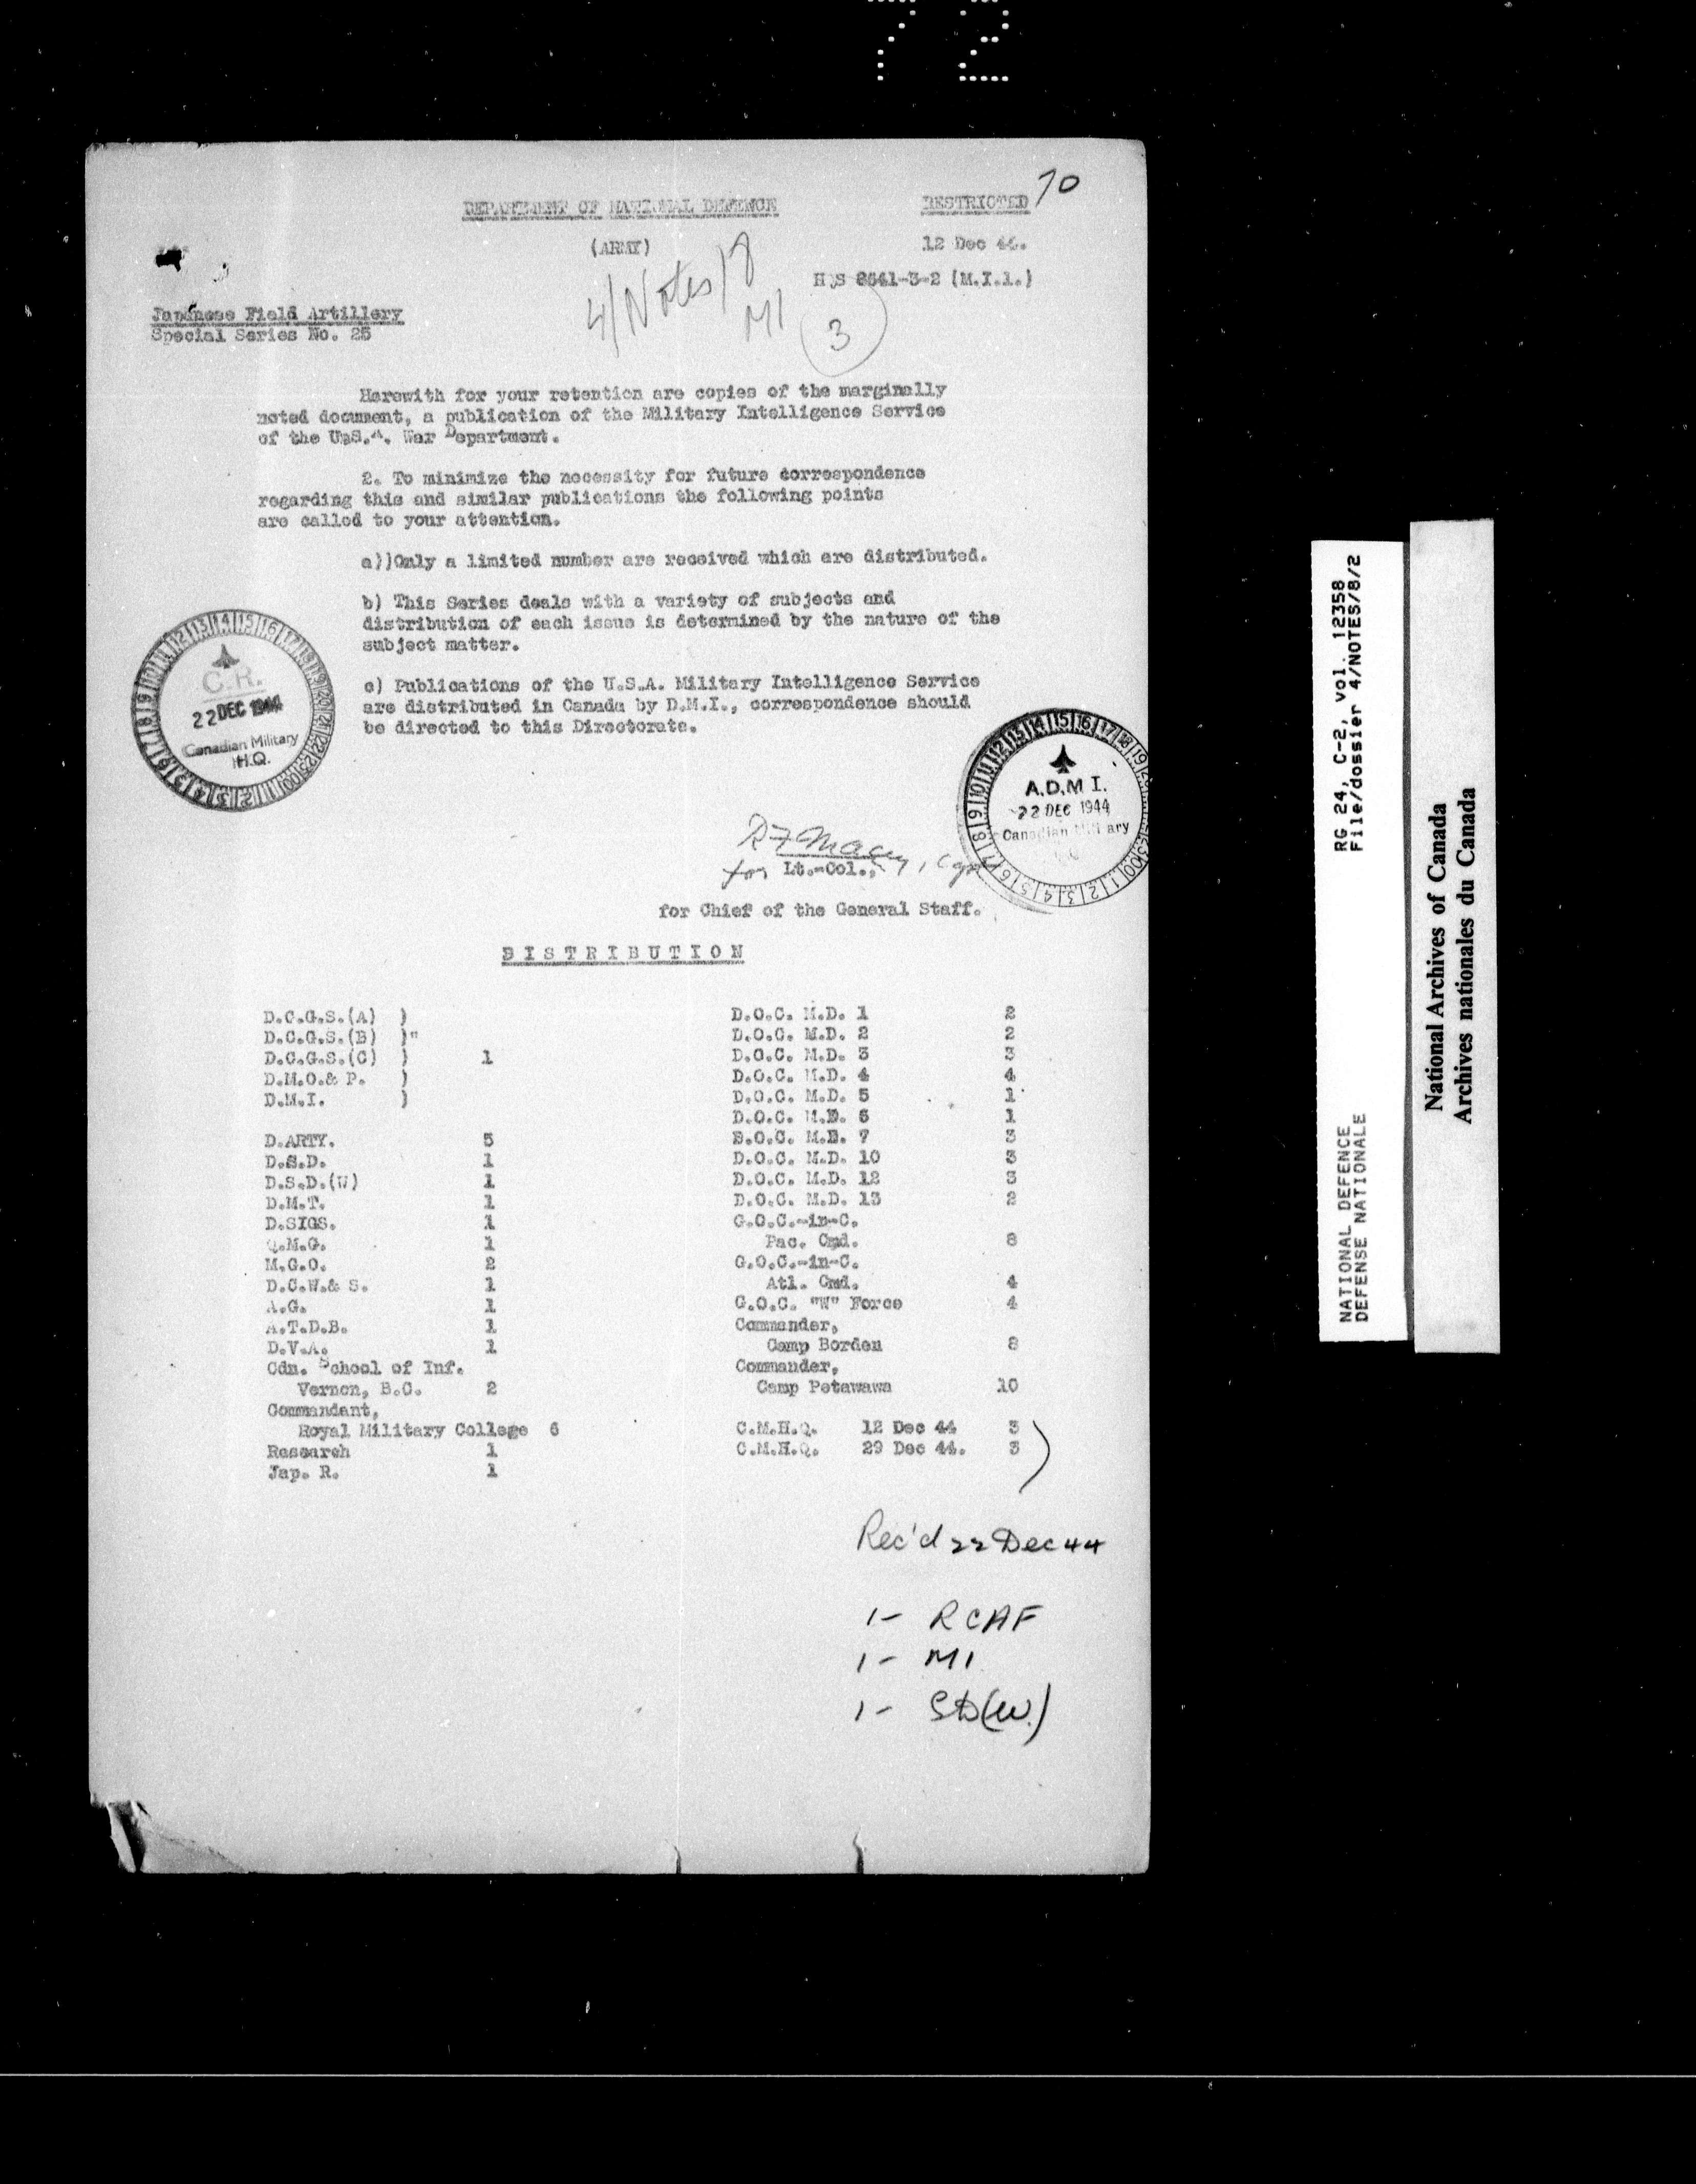 72
70
DEPARTMENT OF NATIONAL DEFENCE
RESTRICTED
(ARMY)
12 Dec 44.
4/Notes/8
HQS 8641-3-2 (M.I.1.)
MI
3
Japanese Field Artillery
Special Series No. 25
Herewith for your retention are copies of the marginally
noted document, a publication of the Military Intelligence Service
of the U.S.A. War Department.
2. To minimize the necessity for future correspondence
regarding this and similar publications the following points
are called to your attention.
a))Only a limited number are received which are distributed.
b) This Series deals with a variety of subjects and
distribution of each issue is determined by the nature of the
subject matter.
c) Publications of the U.S.A. Military Intelligence Service
are distributed in Canada by D.M.I., correspondence should
be directed to this Directorate.
C.R.
22 DEC 1944
Canadian Military
H.Q.
A.D.M I.
22 DEC 1944
Canadian Military
for Lt.-Col.,
for Chief of the General Staff.
DISTRIBUTION
D.C.G.S.(A) )
D.C.G.S.(B) )"
D.C.G.S.(C) ) 1
D.M.O.& P. )
D.M.I. )
D.ARTY. 5
D.S.D. 1
D.S.D.(W) 1
D.M.T. 1
D.SIGS. 1
Q.M.G. 1
M.G.O. 2
D.C.W.& S. 1
A.G. 1
A.T.D.B. 1
D.V.A. 1
Cdn. School of Inf.
Vernon, B.C. 2
Commandant,
Royal Military College 6
Research 1
Jap. R. 1
D.O.C. M.D. 1 2
D.O.C. M.D. 2 2
D.O.C. M.D. 3 3
D.O.C. M.D. 4 4
D.O.C. M.D. 5 1
D.O.C. M.D. 6 1
D.O.C. M.D. 7 3
D.O.C. M.D. 10 3
D.O.C. M.D. 12 3
D.O.C. M.D. 13 2
G.O.C.-in-C.
Pac. Cmd. 8
G.O.C.-in-C.
Atl. Cmd. 4
G.O.C. "W" Force 4
Commander,
Camp Borden 8
Commander,
Camp Petawawa 10
C.M.H.Q. 12 Dec 44 3
C.M.H.Q. 29 Dec 44. 3
Rec'd 22 Dec 44
1- RCAF
1- MI
1- SD(W.)
RG 24, C-2, vol. 12358
File/dossier 4/NOTES/8/2
NATIONAL DEFENCE
DEFENSE NATIONALE
National Archives of Canada
Archives nationales du Canada